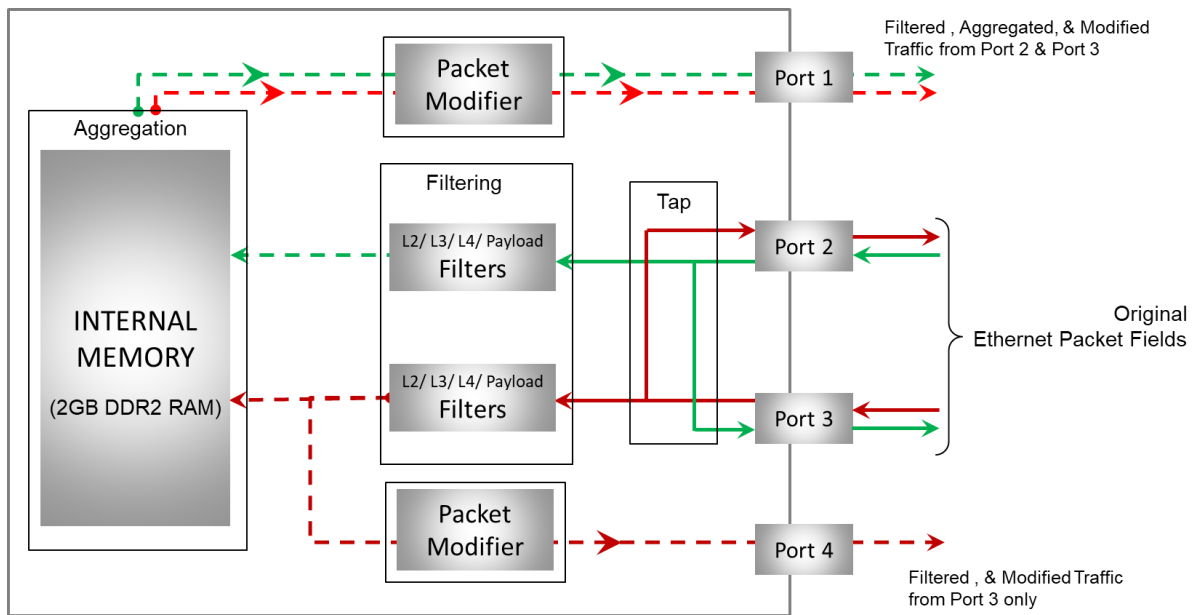 Filtered , Aggregated, & Modified
Traffic from Port 2 & Port 3
Packet
Modifier
Port 1
Aggregation
INTERNAL
MEMORY
(2GB DDR2 RAM)
Filtering
L2/ L3/ L4/ Payload
Filters
L2/ L3/ L4/ Payload
Filters
Tap
Port 2
Port 3
Original
Ethernet Packet Fields
Packet
Modifier
Port 4
Filtered , & Modified Traffic
from Port 3 only